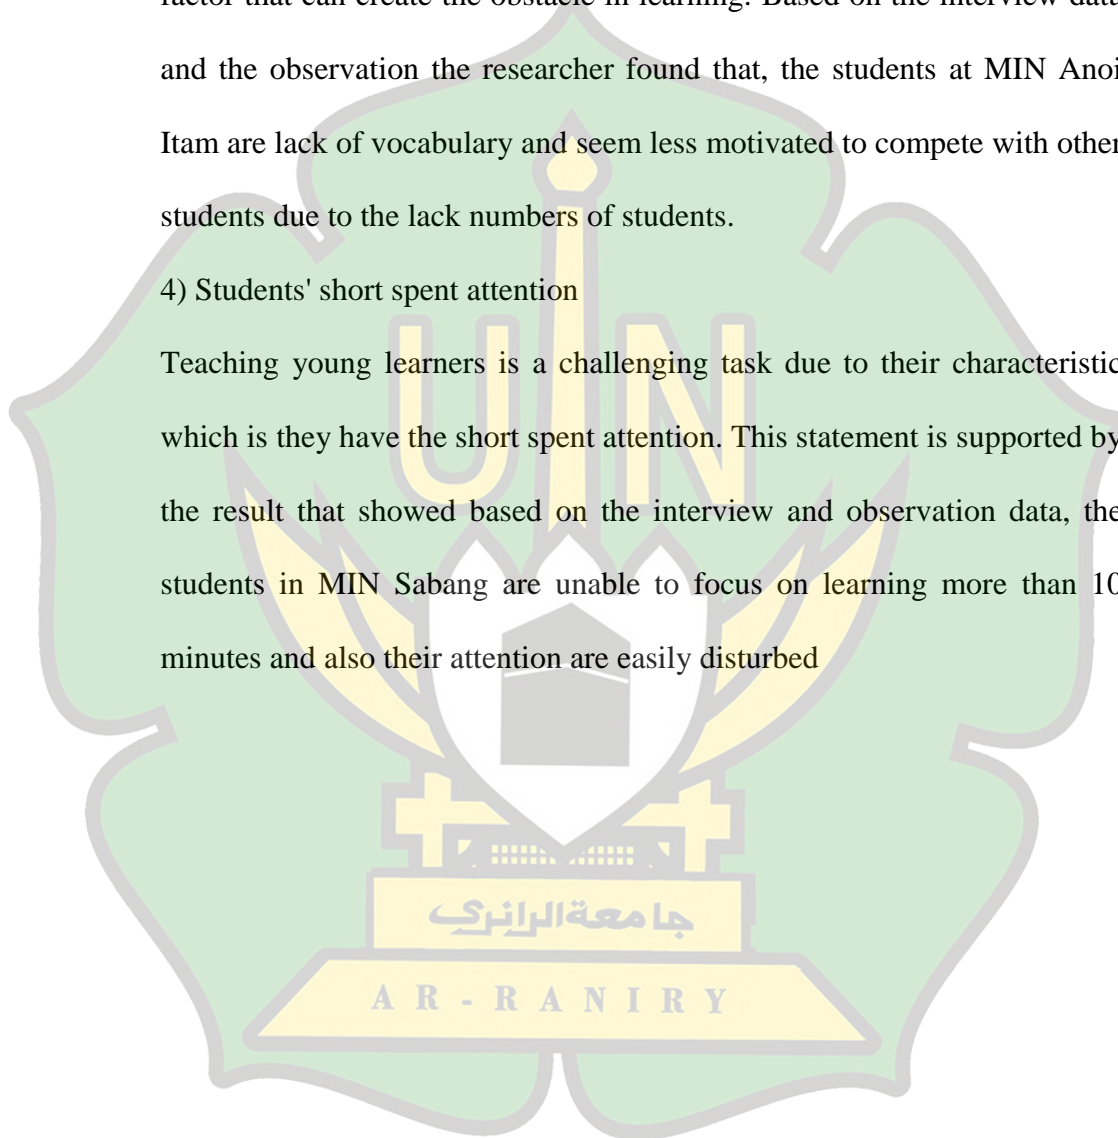 factor that can create the obstacle in learning. Based on the interview data
and the observation the researcher found that, the students at MIN Anoi
Itam are lack of vocabulary and seem less motivated to compete with other
students due to the lack numbers of students.
4) Students' short spent attention
Teaching young learners is a challenging task due to their characteristic
which is they have the short spent attention. This statement is supported by
the result that showed based on the interview and observation data, the
students in MIN Sabang are unable to focus on learning more than 10
minutes and also their attention are easily disturbed
UIN
جامعة الرانري
AR-RANIRY